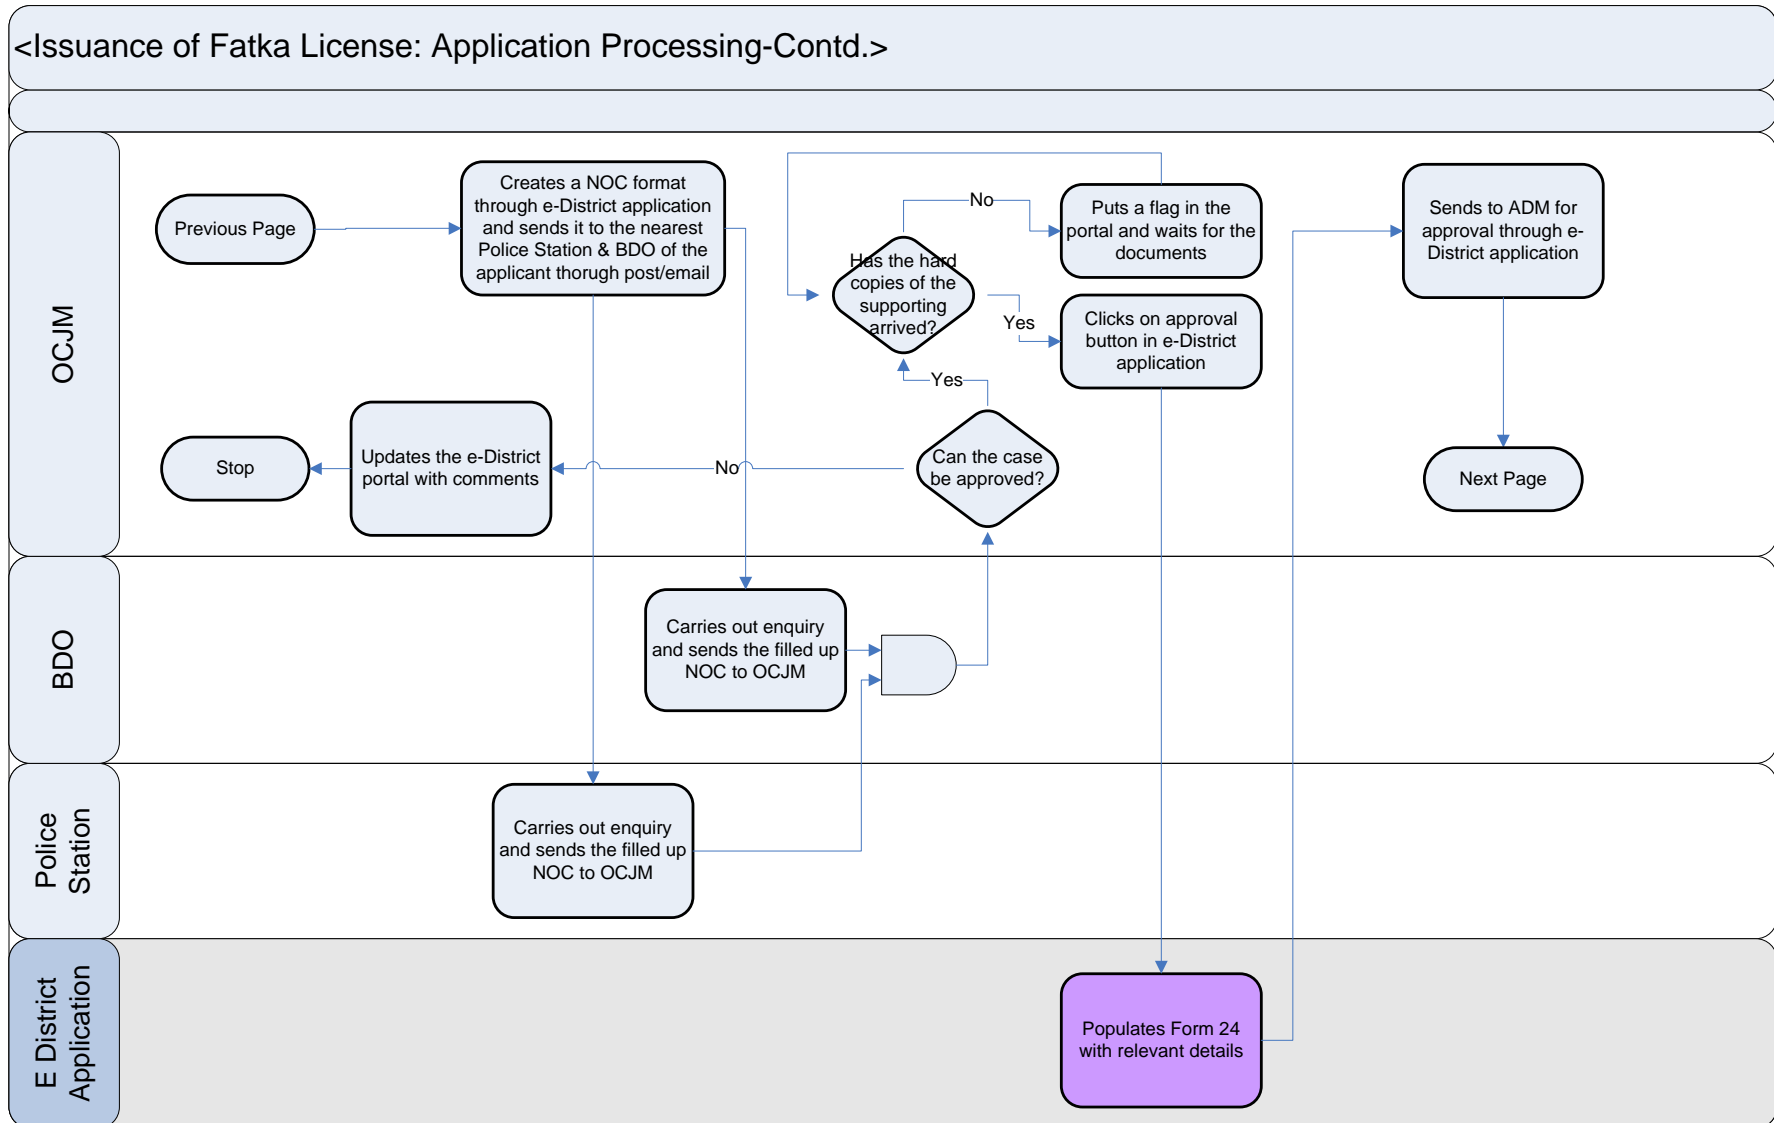 <Issuance of Fatka License: Application Processing-Contd.>
OCJM
Previous Page
Creates a NOC format
through e-District application
and sends it to the nearest
Police Station & BDO of the
applicant thorugh post/email
Has the hard
copies of the
supporting
arrived?
No
Puts a flag in the
portal and waits for the
documents
Yes
Clicks on approval
button in e-District
application
Sends to ADM for
approval through e-
District application
Yes
Stop
Updates the e-District
portal with comments
No
Can the case
be approved?
Next Page
BDO
Carries out enquiry
and sends the filled up
NOC to OCJM
Police
Station
Carries out enquiry
and sends the filled up
NOC to OCJM
E District
Application
Populates Form 24
with relevant details